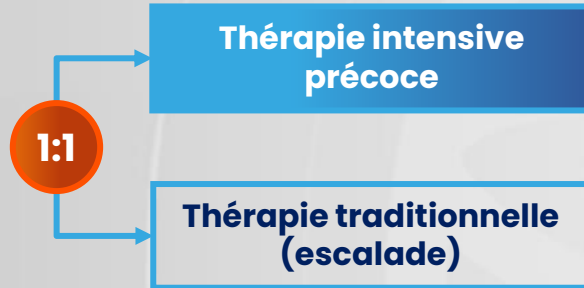 Thérapie intensive
précoce
1:1
Thérapie traditionnelle
(escalade)